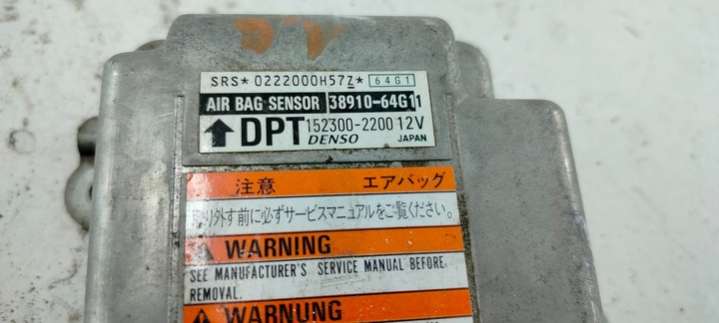 SRS* 0222000H57Z* 64G1
AIR BAG SENSOR 38910-64G11
DPT 152300-2200 12V
DENSO JAPAN
注意 エアバッグ
取り外す前に必ずサービスマニュアルをご覧ください。
WARNING
SEE MANUFACTURER'S SERVICE MANUAL BEFORE
REMOVAL.
WARNUNG